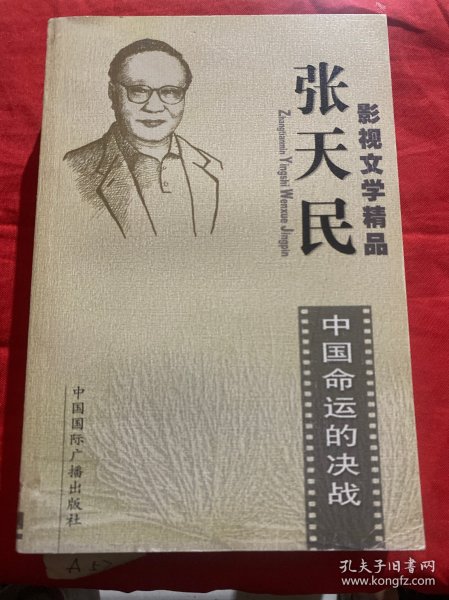 张天民
影视文学精品
Zhangtianmin Yingshi Wenxue Jingpin
中国命运的决战
中国国际广播出版社
孔夫子旧书网
www.kongfz.com